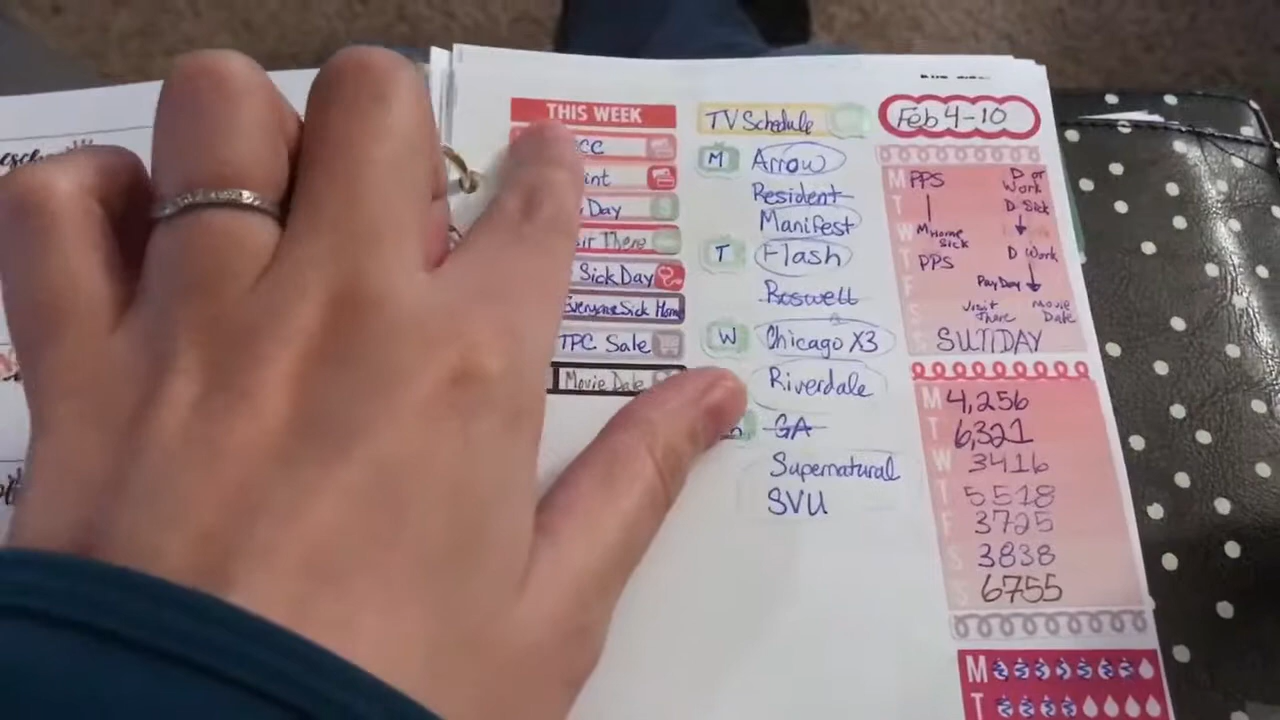 THIS WEEK
Day
There
Sick Day
Everyone Sick Home
TPC Sale
Movie Date
TV Schedule
M Arrow
Resident
Manifest
T Flash
Roswell
W Chicago X3
Riverdale
GA
Supernatural
SVU
Feb 4-10
M PPS D or Work
T D Sick
W M Home Sick
T PPS D Work
F Pay Day
S Visit There Movie Date
S SUNDAY
M 4,256
T 6,321
W 3416
T 5518
F 3725
S 3838
S 6755
M
T